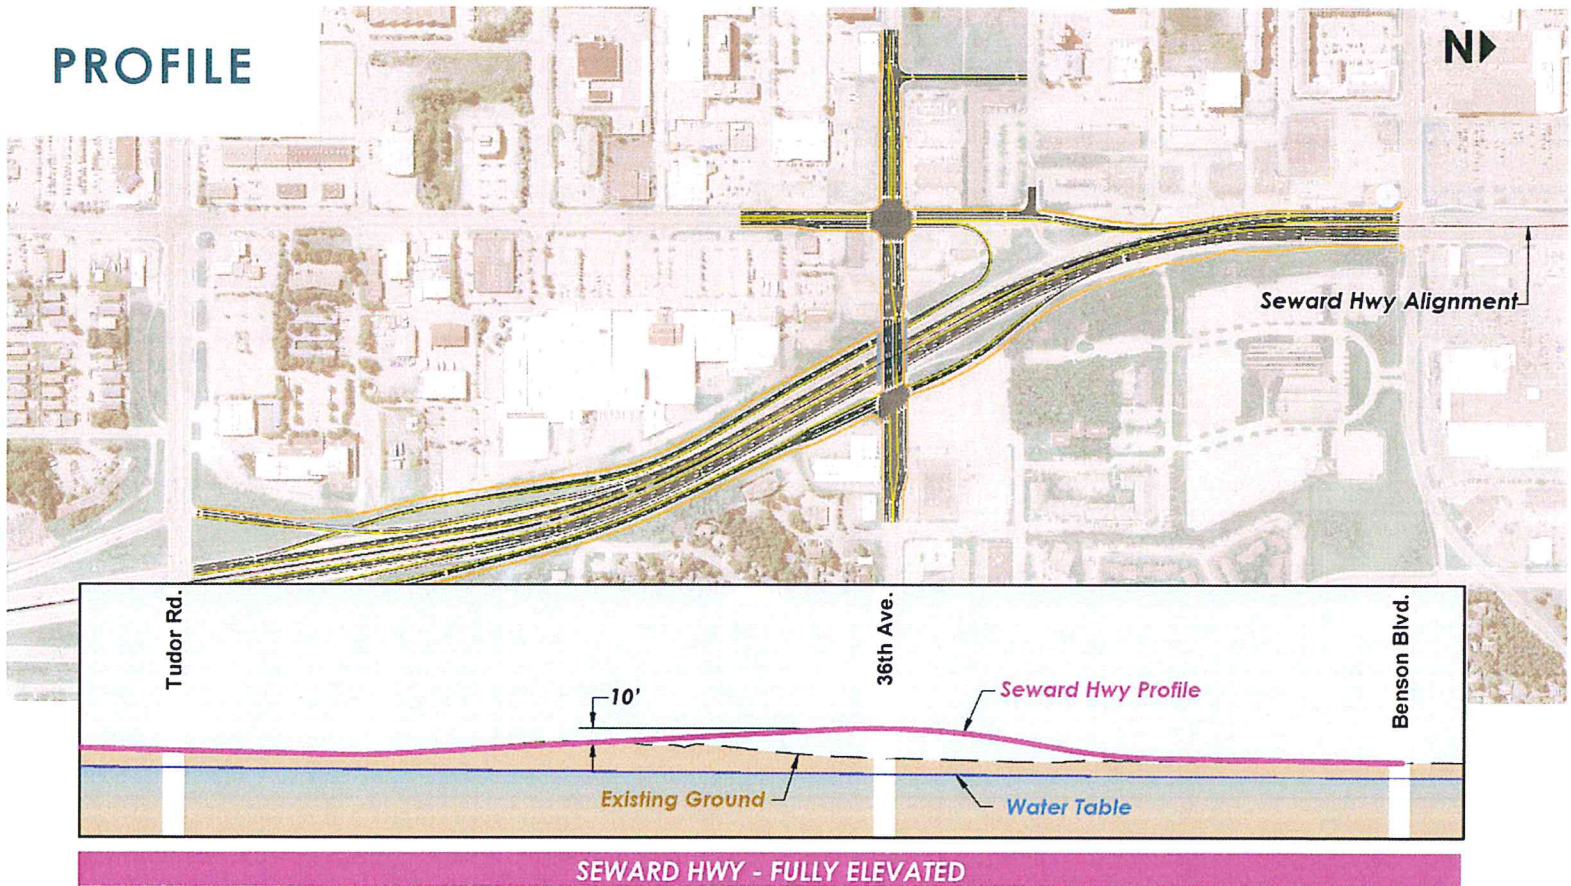 PROFILE
N
Seward Hwy Alignment
Tudor Rd.
36th Ave.
Benson Blvd.
10'
Seward Hwy Profile
Existing Ground
Water Table
SEWARD HWY - FULLY ELEVATED